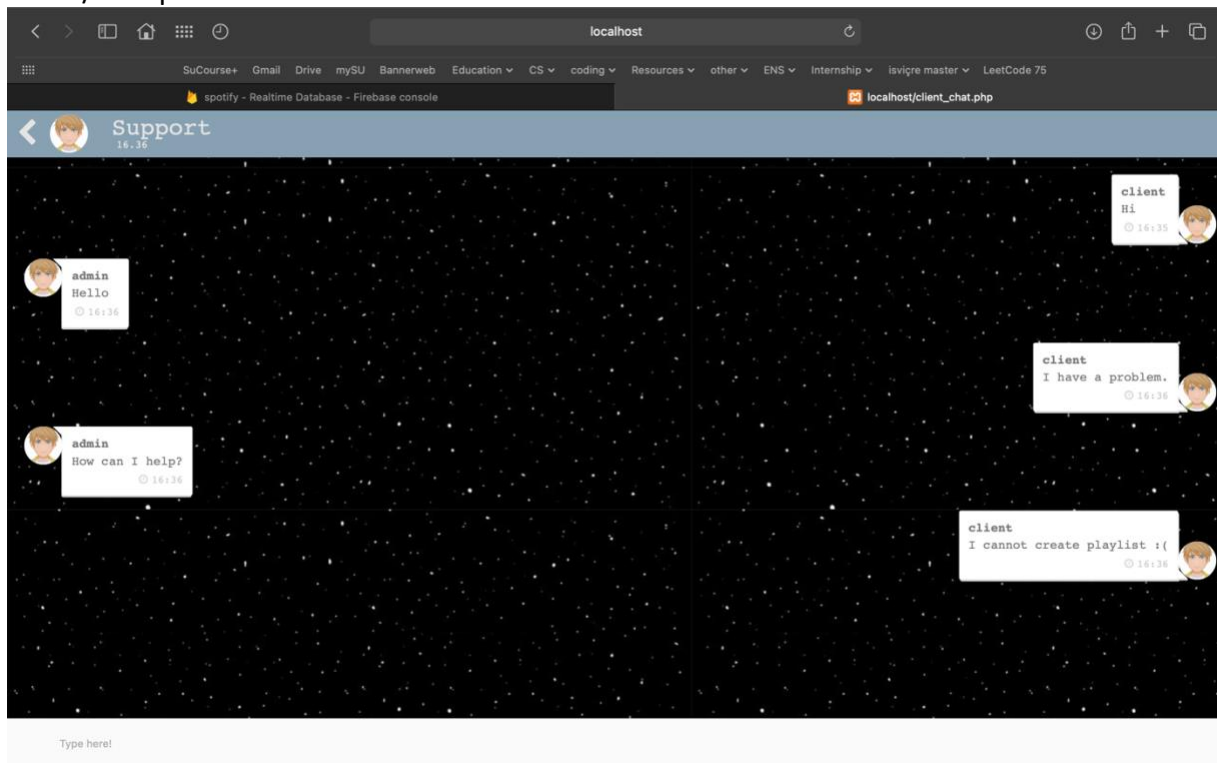 localhost
SuCourse+ Gmail Drive mySU Bannerweb Education CS coding Resources other ENS Internship isviçre master LeetCode 75
spotify - Realtime Database - Firebase console
localhost/client_chat.php
Support
16.36
client
Hi
16:35
admin
Hello
16:36
client
I have a problem.
16:36
admin
How can I help?
16:36
client
I cannot create playlist :(
16:36
Type here!